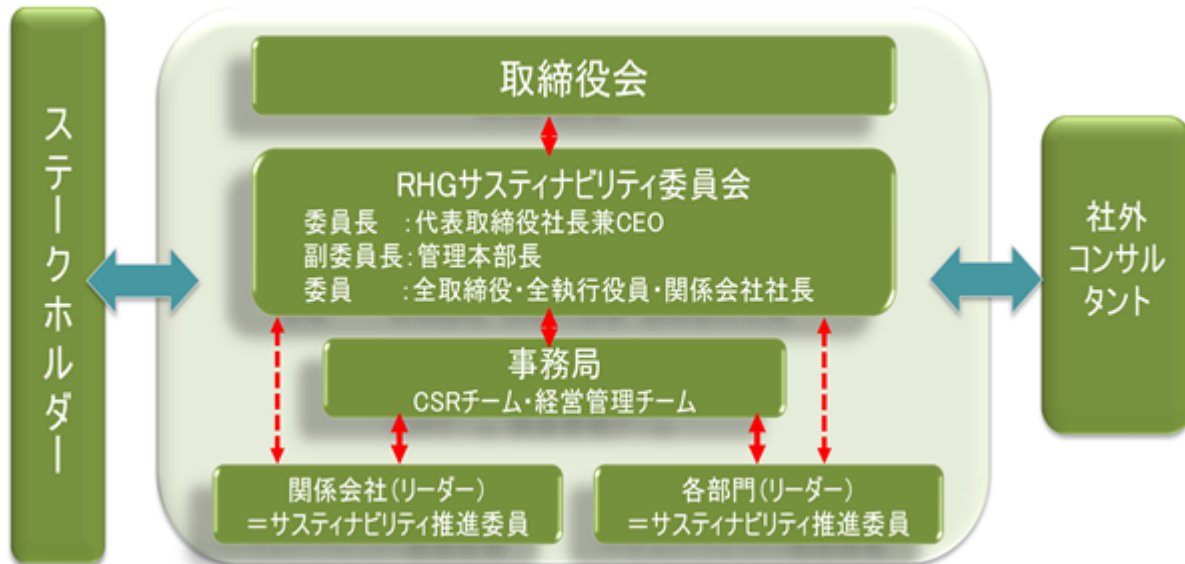 ステークホルダー
取締役会
RHGサスティナビリティ委員会
委員長　：代表取締役社長兼CEO
副委員長：管理本部長
委員　　：全取締役・全執行役員・関係会社社長
事務局
CSRチーム・経営管理チーム
関係会社（リーダー）
＝サスティナビリティ推進委員
各部門（リーダー）
＝サスティナビリティ推進委員
社外
コンサル
タント